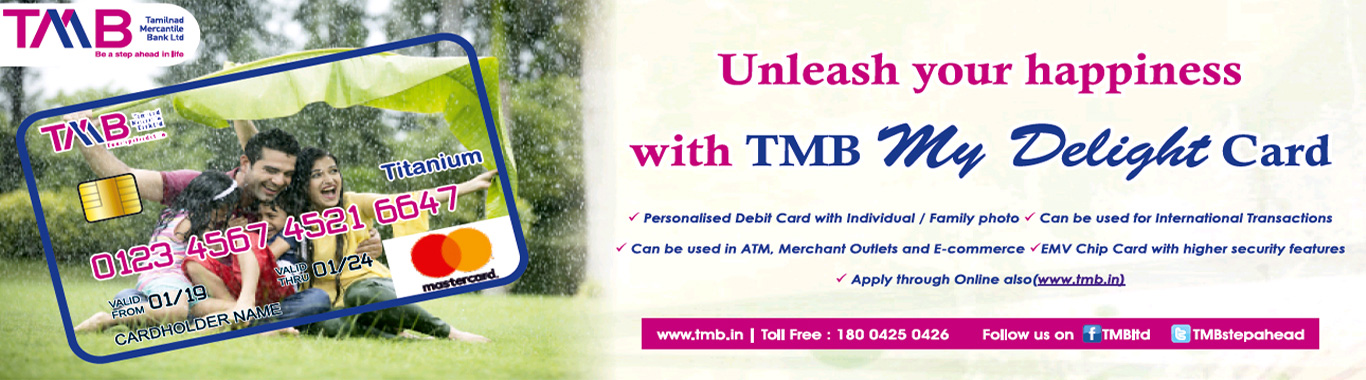 TMB
Tamilnad
Mercantile
Bank Ltd
Be a step ahead in life
TMB
Titanium
0123 4567 4521 6647
VALID
FROM 01/19
VALID
THRU 01/24
CARDHOLDER NAME
mastercard
Unleash your happiness
with TMB My Delight Card
✓ Personalised Debit Card with Individual / Family photo ✓ Can be used for International Transactions
✓ Can be used in ATM, Merchant Outlets and E-commerce ✓EMV Chip Card with higher security features
✓ Apply through Online also(www.tmb.in)
www.tmb.in | Toll Free : 180 0425 0426 Follow us on f TMBltd t TMBstepahead